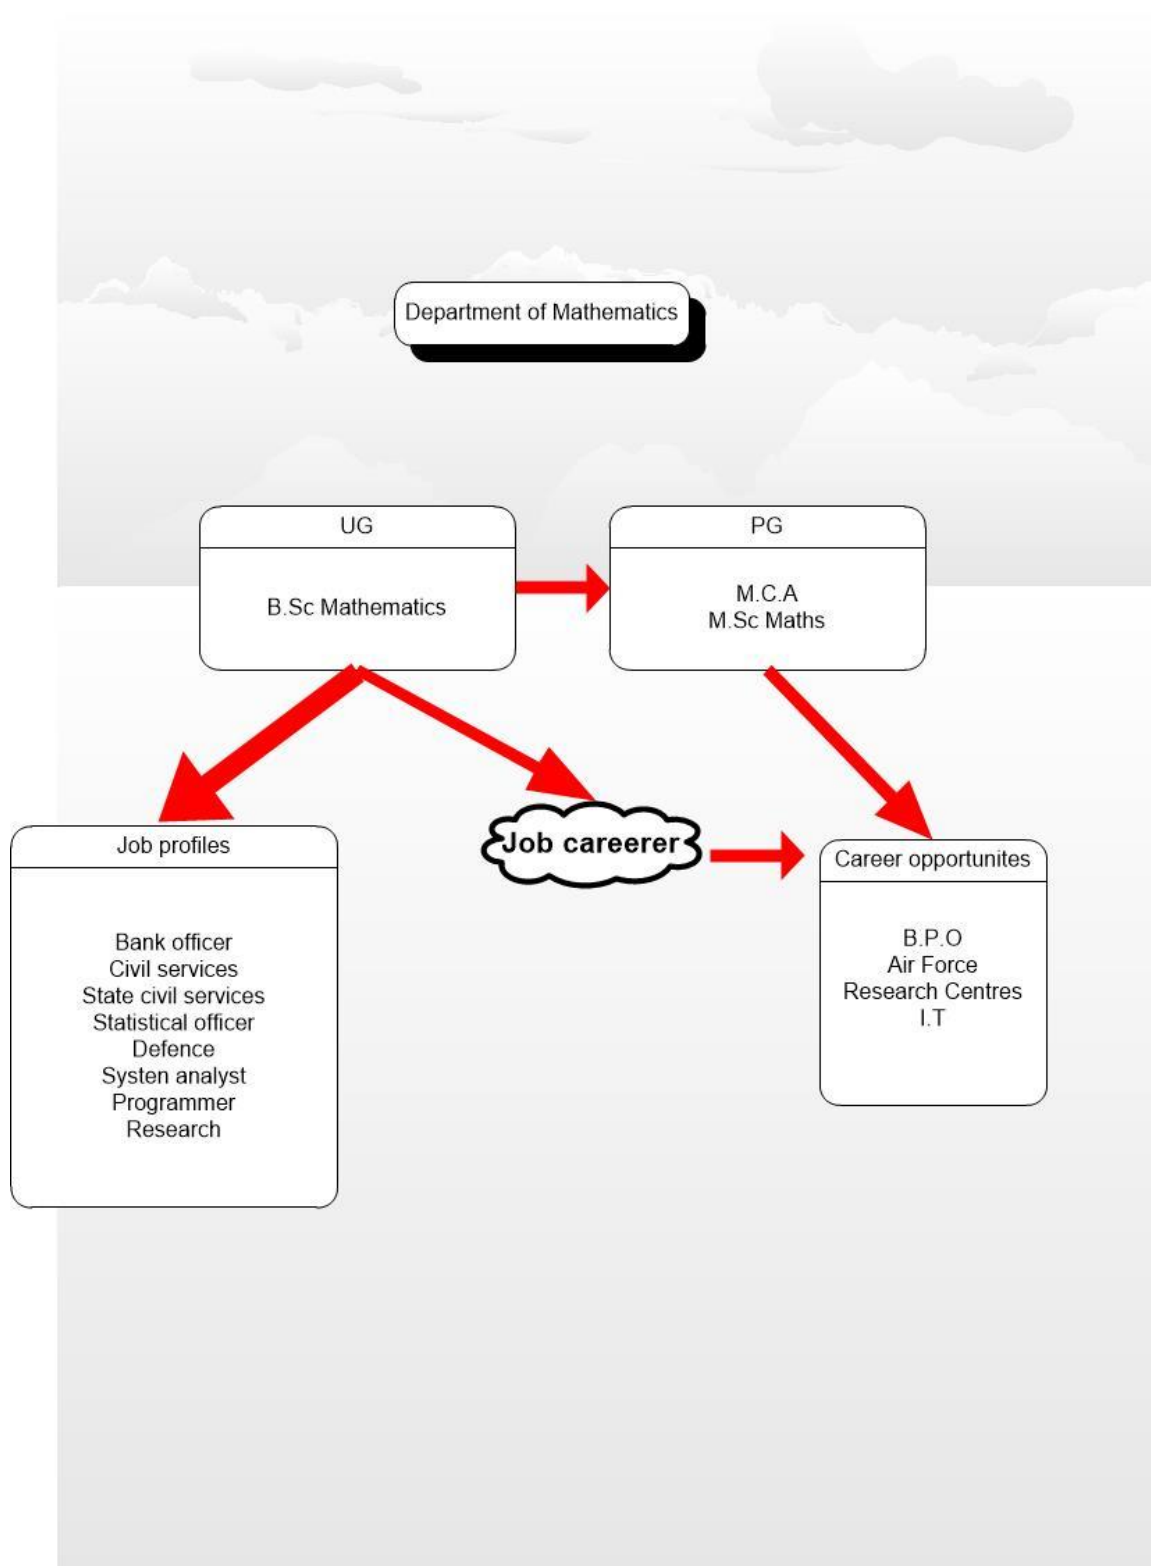 Department of Mathematics
UG
B.Sc Mathematics
PG
M.C.A
M.Sc Maths
Job profiles
Bank officer
Civil services
State civil services
Statistical officer
Defence
Systen analyst
Programmer
Research
Job careerer
Career opportunites
B.P.O
Air Force
Research Centres
I.T